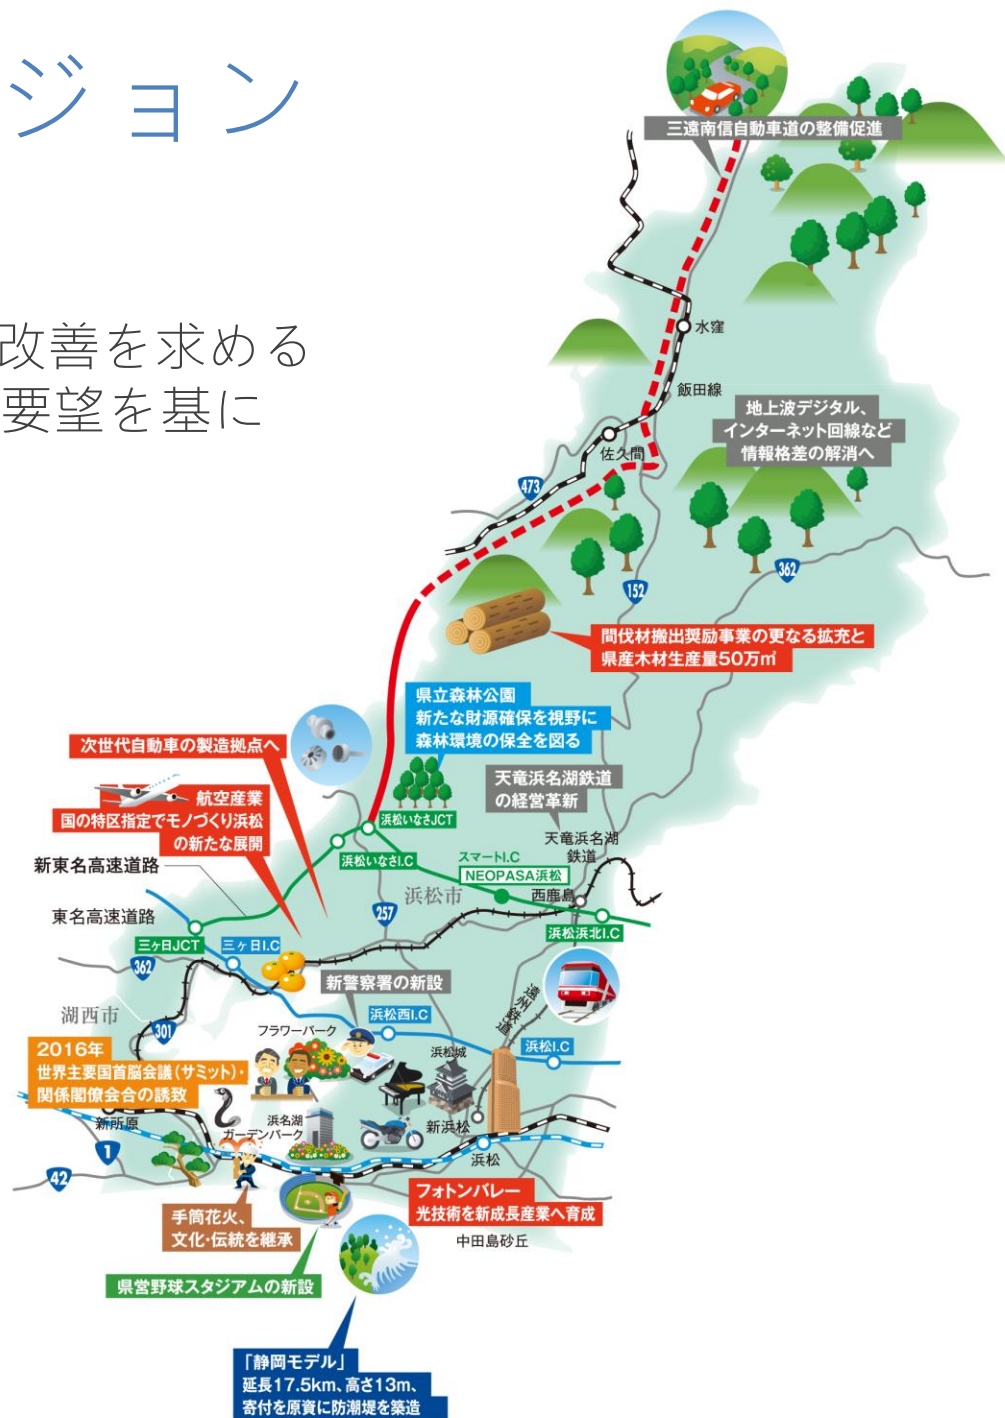 ジョン
三遠南信自動車道の整備促進
改善を求める
要望を基に
水窪
飯田線
地上波デジタル、
インターネット回線など
情報格差の解消へ
佐久間
473
362
152
間伐材搬出奨励事業の更なる拡充と
県産木材生産量50万㎥
県立森林公園
新たな財源確保を視野に
森林環境の保全を図る
次世代自動車の製造拠点へ
天竜浜名湖鉄道
の経営革新
航空産業
国の特区指定でモノづくり浜松
の新たな展開
浜松いなさJCT
天竜浜名湖
鉄道
新東名高速道路
浜松いなさI.C
スマートI.C
NEOPASA浜松
西鹿島
浜松市
東名高速道路
257
浜松浜北I.C
三ヶ日JCT
三ヶ日I.C
362
新警察署の新設
遠州鉄道
湖西市
301
フラワーパーク
浜松西I.C
浜松I.C
浜松城
2016年
世界主要国首脳会議(サミット)・
関係閣僚会合の誘致
新所原
浜名湖
ガーデンパーク
新浜松
浜松
1
42
フォトンバレー
光技術を新成長産業へ育成
手筒花火、
文化・伝統を継承
中田島砂丘
県営野球スタジアムの新設
「静岡モデル」
延長17.5km、高さ13m、
寄付を原資に防潮堤を築造